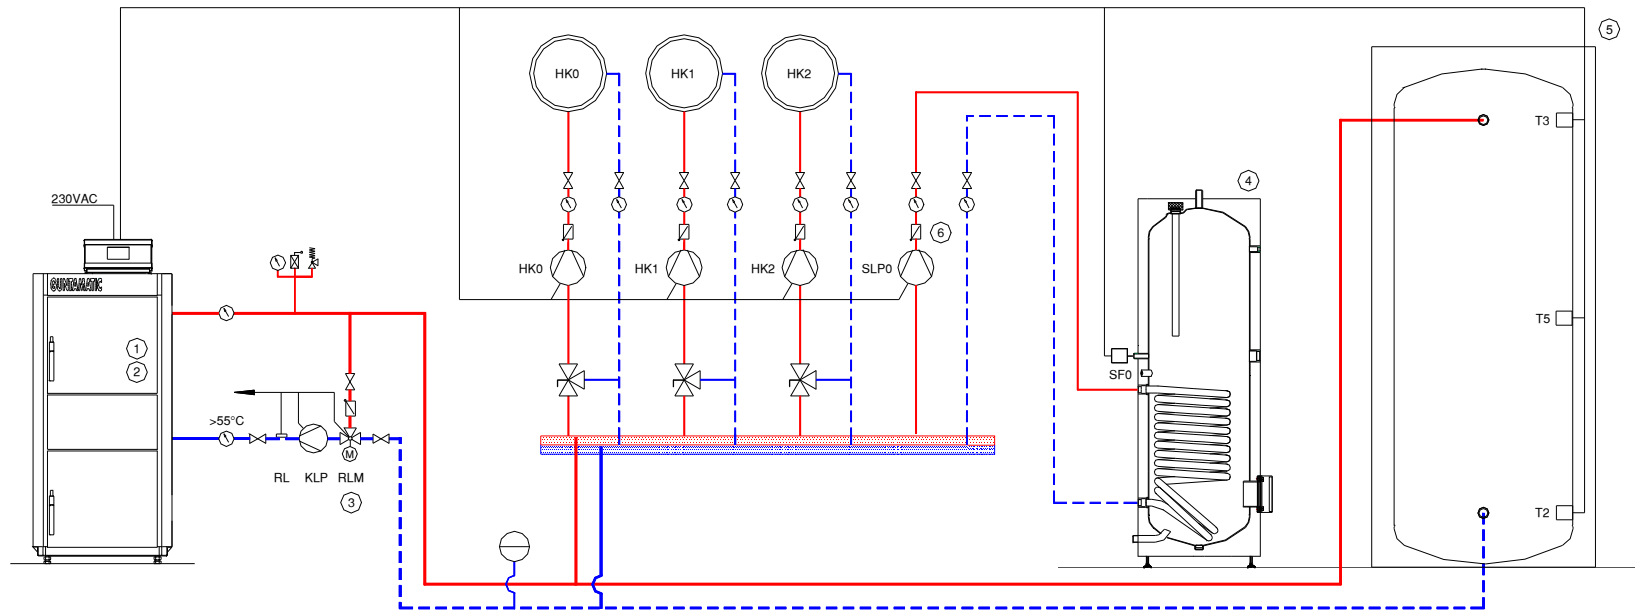 HK0
HK1
HK2
5
T3
4
230VAC
6
HK0
HK1
HK2
SLP0
GUNTAMATIC
T5
1
2
SF0
>55°C
M
RL
KLP
RLM
3
T2